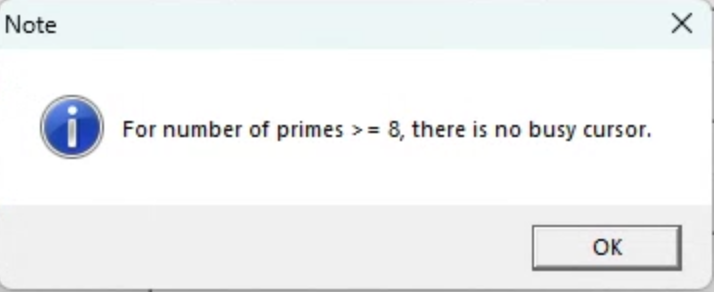 Note
For number of primes >= 8, there is no busy cursor.
OK